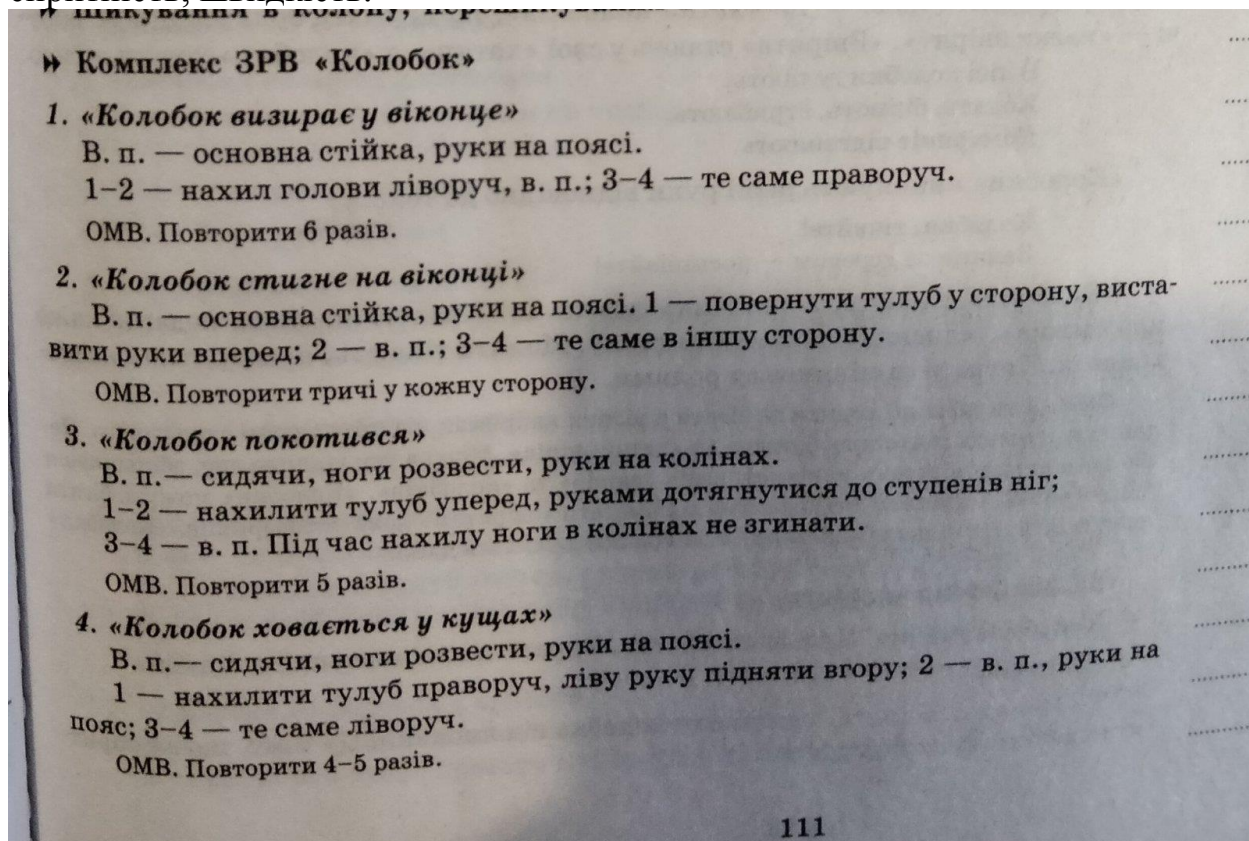 спритність, швидкість.
» Шикування в колону, перешикування
» Комплекс ЗРВ «Колобок»
1. «Колобок визирає у віконце»
В. п. — основна стійка, руки на поясі.
1–2 — нахил голови ліворуч, в. п.; 3–4 — те саме праворуч.
ОМВ. Повторити 6 разів.
2. «Колобок стигне на віконці»
В. п. — основна стійка, руки на поясі. 1 — повернути тулуб у сторону, виста-
вити руки вперед; 2 — в. п.; 3–4 — те саме в іншу сторону.
ОМВ. Повторити тричі у кожну сторону.
3. «Колобок покотився»
В. п.— сидячи, ноги розвести, руки на колінах.
1–2 — нахилити тулуб уперед, руками дотягнутися до ступенів ніг;
3–4 — в. п. Під час нахилу ноги в колінах не згинати.
ОМВ. Повторити 5 разів.
4. «Колобок ховається у кущах»
В. п.— сидячи, ноги розвести, руки на поясі.
1 — нахилити тулуб праворуч, ліву руку підняти вгору; 2 — в. п., руки на
пояс; 3–4 — те саме ліворуч.
ОМВ. Повторити 4–5 разів.
111